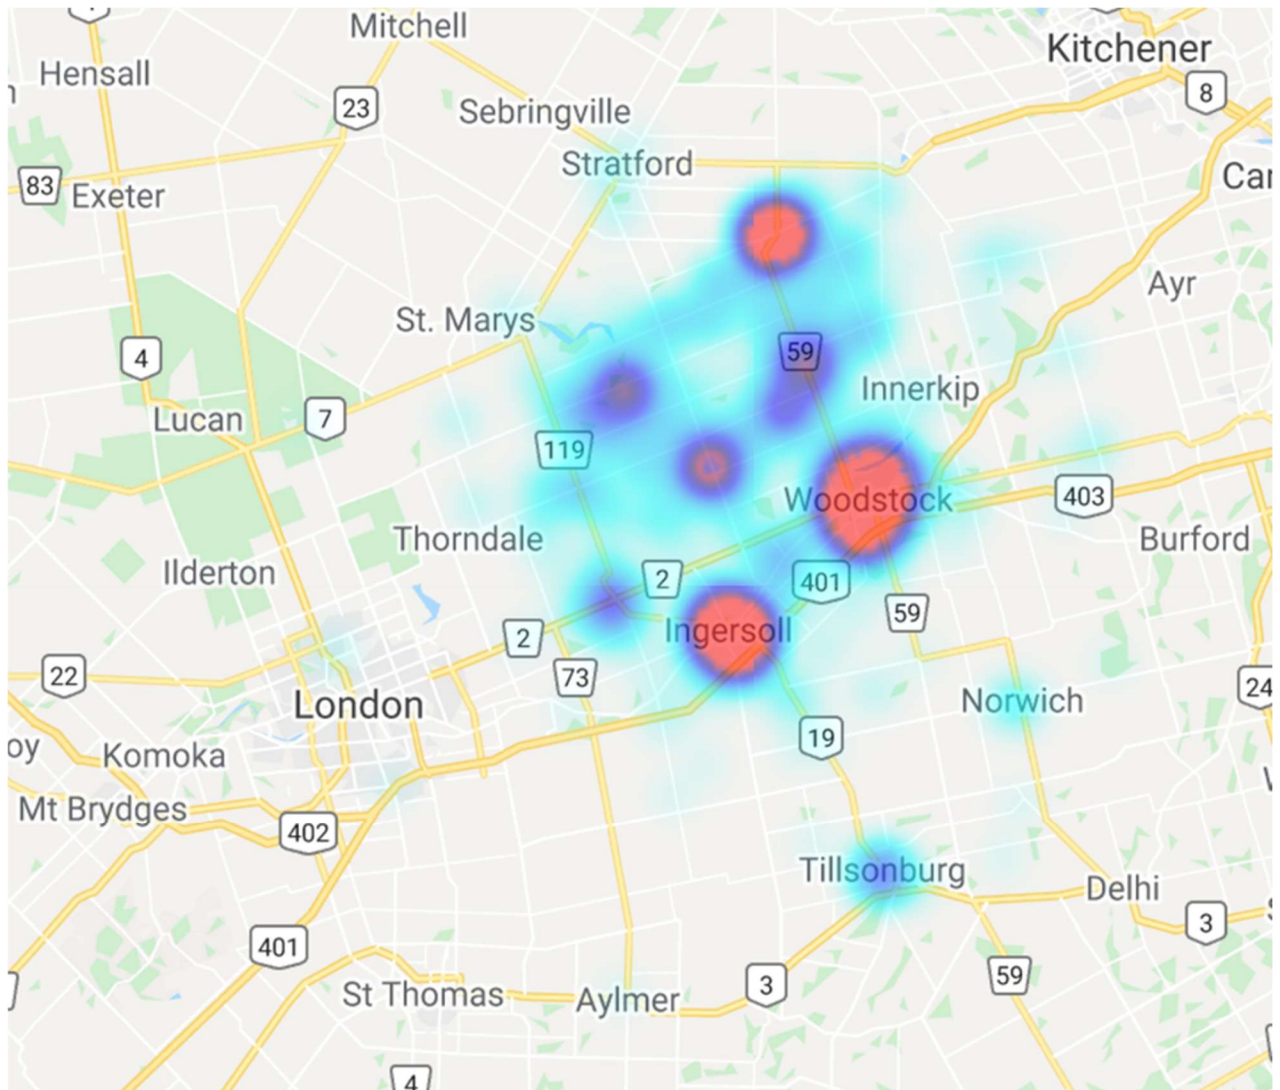 Mitchell
Kitchener
Hensall
8
23
Sebringville
Stratford
83
Exeter
Ayr
St. Marys
4
59
Innerkip
7
Lucan
119
Woodstock
403
Thorndale
Burford
Ilderton
2
401
59
Ingersoll
2
22
73
24
Norwich
London
19
Komoka
Mt Brydges
402
Tillsonburg
Delhi
3
401
59
3
St Thomas
Aylmer
4